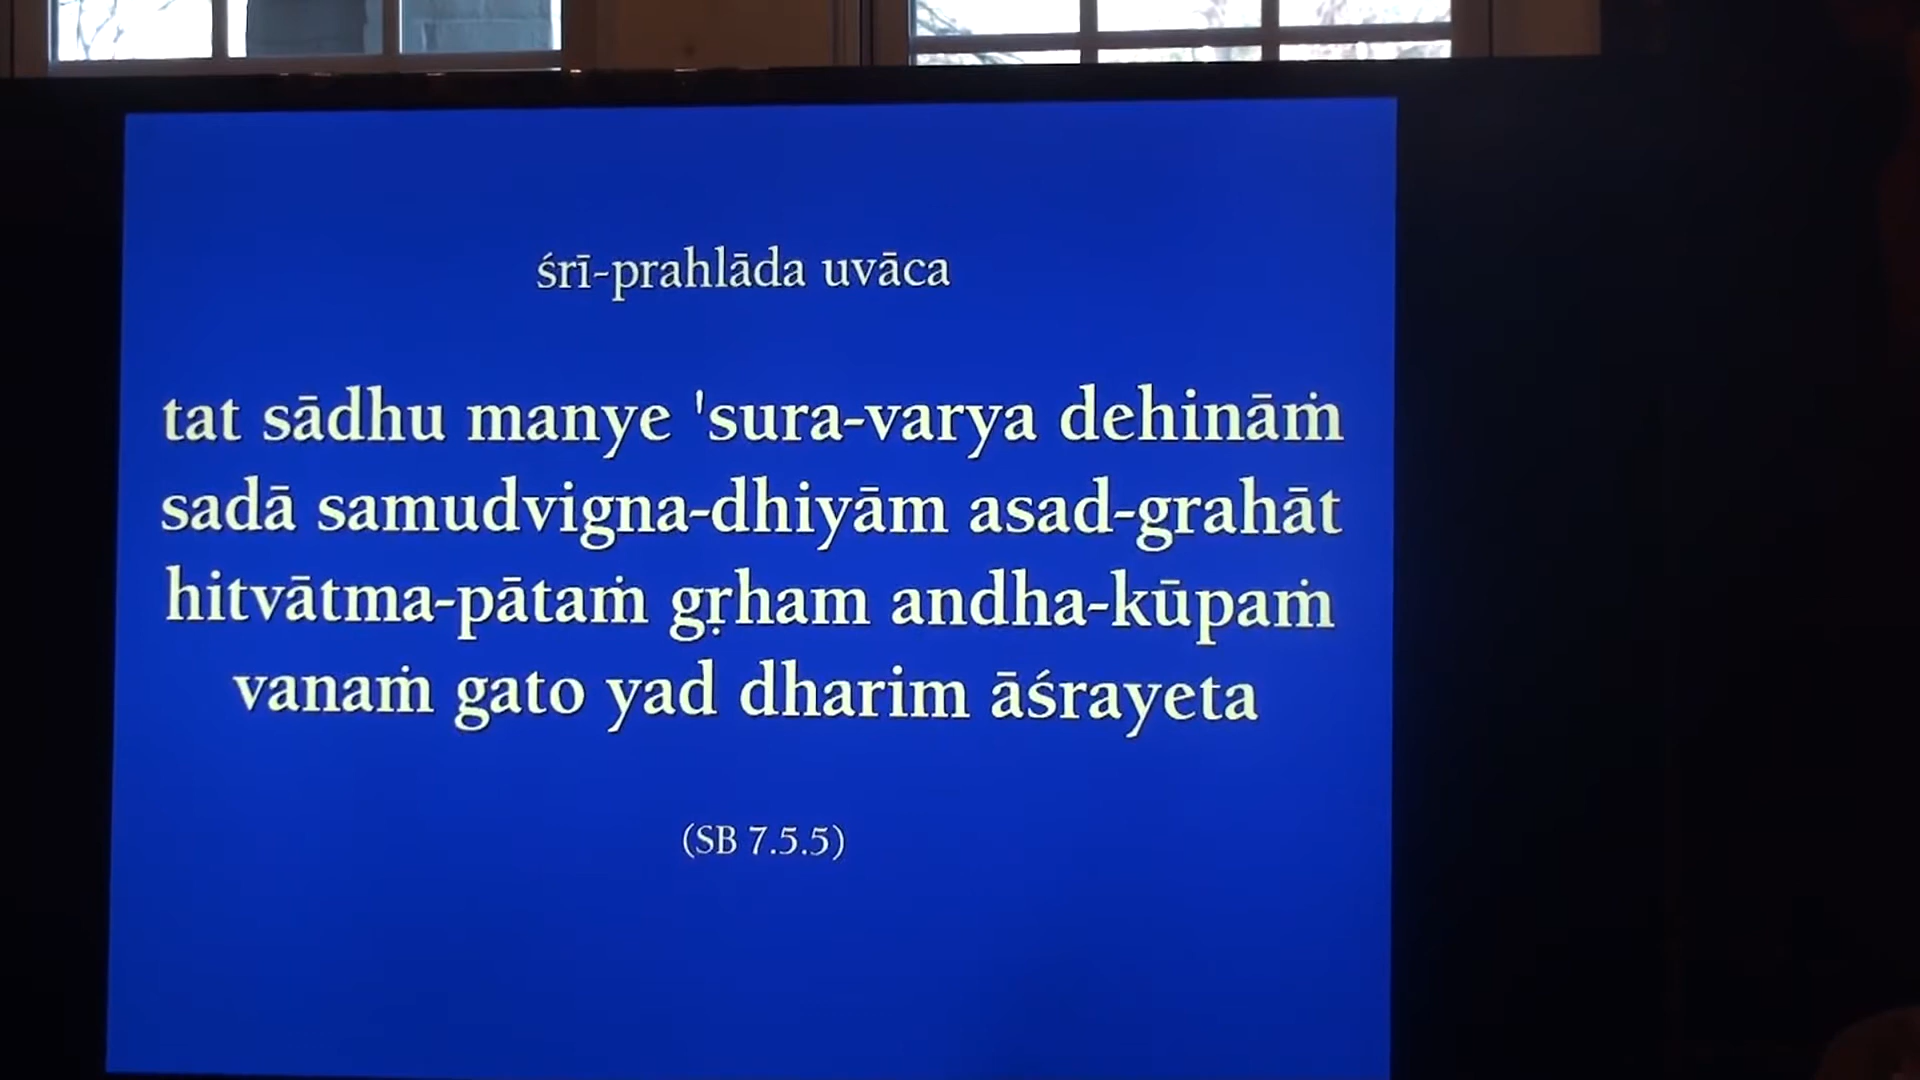 śrī-prahlāda uvāca
tat sādhu manye 'sura-varya dehināṁ
sadā samudvigna-dhiyām asad-grahāt
hitvātma-pātaṁ gṛham andha-kūpaṁ
vanaṁ gato yad dharim āśrayeta
(SB 7.5.5)